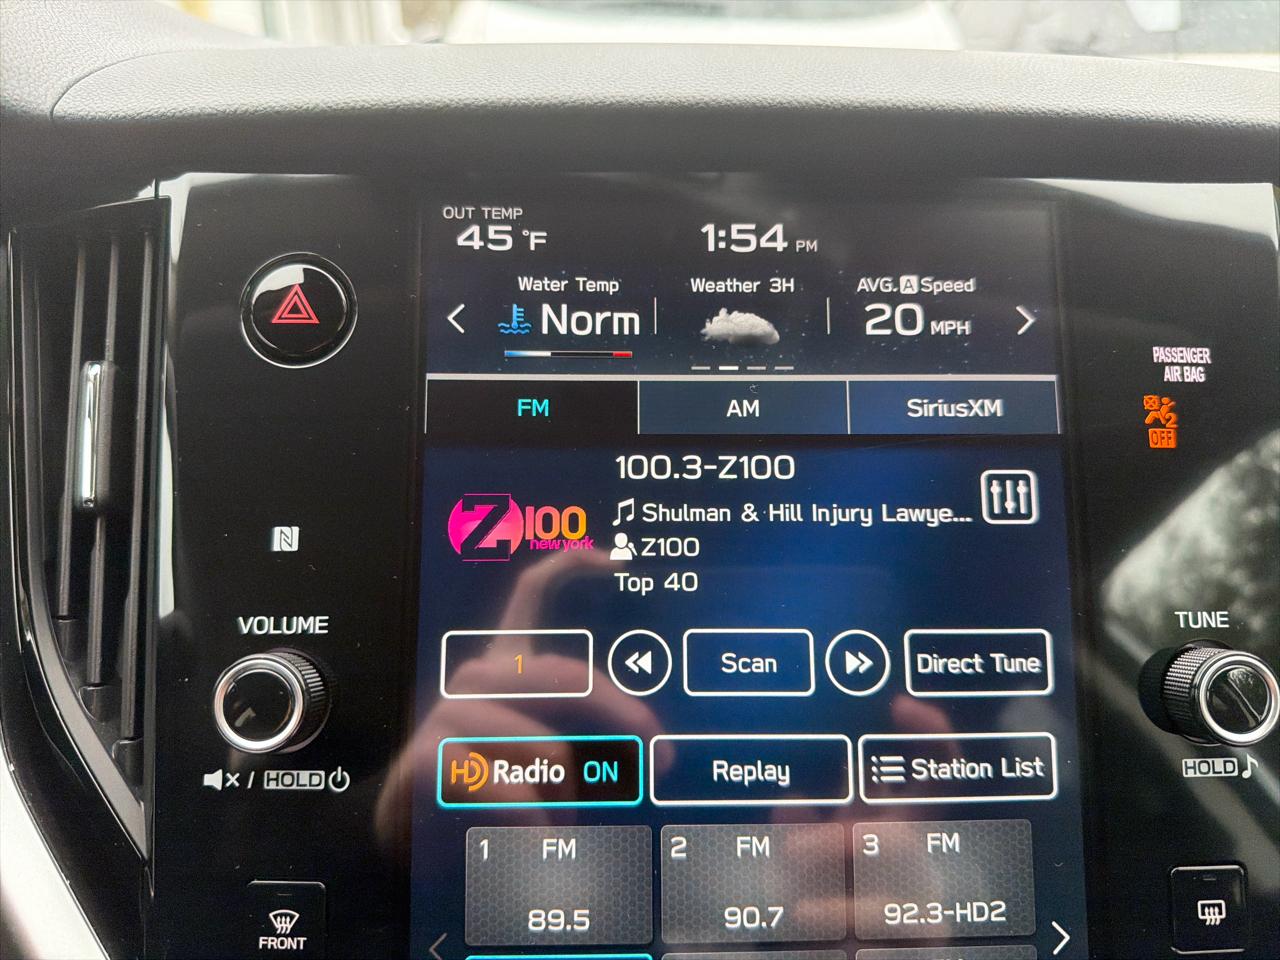 OUT TEMP
45 °F
1:54 PM
Water Temp
Norm
Weather 3H
AVG. A Speed
20 MPH
PASSENGER
AIR BAG
2
OFF
FM
AM
SiriusXM
100.3-Z100
Z100
new york
Shulman & Hill Injury Lawye...
Z100
Top 40
N
VOLUME
TUNE
1
Scan
Direct Tune
HD Radio ON
Replay
Station List
/ HOLD
HOLD
1 FM
89.5
2 FM
90.7
3 FM
92.3-HD2
FRONT